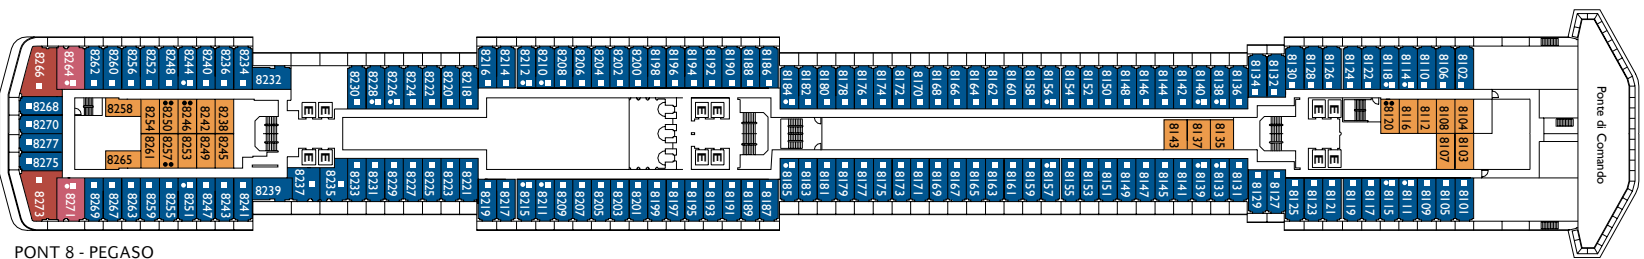 8266 8264 8262 8260 8256 8252 8248 8244 8240 8236 8234 8232 8230 8228 8226 8224 8222 8220 8218 8216 8214 8212 8210 8208 8206 8204 8202 8200 8198 8196 8194 8192 8190 8188 8186 8184 8182 8180 8178 8176 8174 8172 8170 8168 8166 8164 8162 8160 8158 8156 8154 8152 8150 8148 8146 8144 8142 8140 8138 8136 8134 8132 8130 8128 8126 8124 8122 8118 8114 8110 8106 8102
8268 8258 8254 8250 8246 8242 8238 E E E E 8143 8137 8135 E E 8120 8116 8112 8108 8104
8270
8277 8261 8257 8253 8249 8245 8107 8103
8275 8265 E E E E E E
8273 8271 8269 8267 8263 8259 8255 8251 8247 8243 8241 8239 8237 8235 8233 8231 8229 8227 8225 8223 8221 8219 8217 8215 8211 8209 8207 8205 8203 8201 8199 8197 8195 8193 8191 8189 8187 8185 8183 8181 8179 8177 8175 8173 8171 8169 8167 8165 8163 8161 8159 8157 8155 8153 8151 8149 8147 8145 8141 8139 8133 8131 8129 8127 8125 8123 8121 8119 8117 8115 8111 8109 8105 8101
Ponte di Comando
PONT 8 - PEGASO